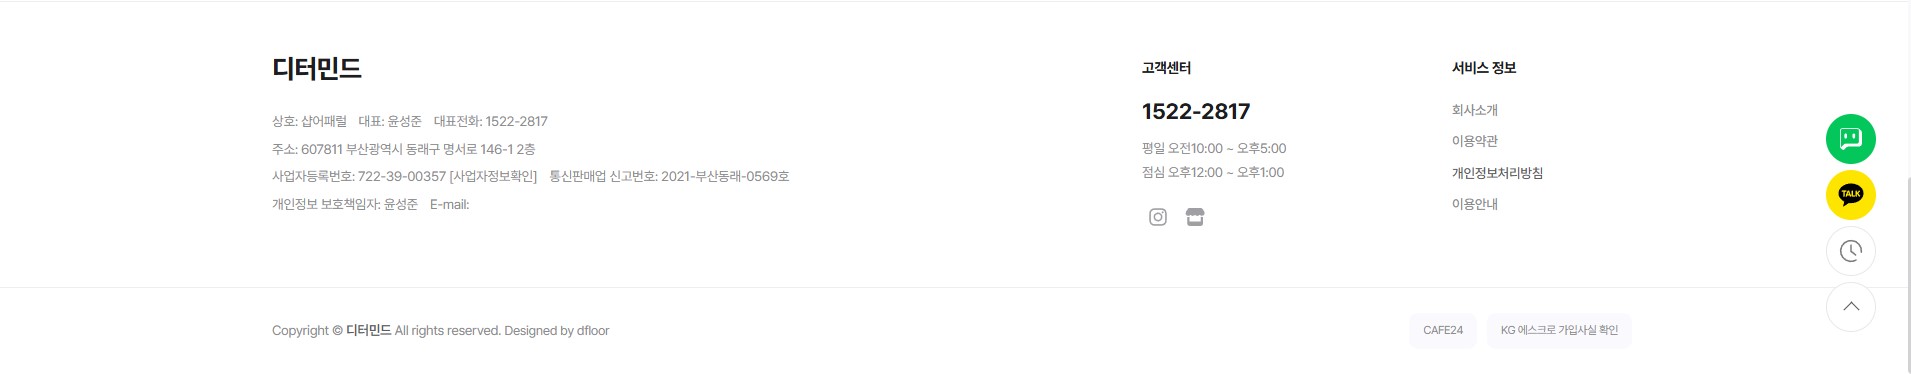 디터민드
상호: 샵어패럴 대표: 윤성준 대표전화: 1522-2817
주소: 607811 부산광역시 동래구 명서로 146-1 2층
사업자등록번호: 722-39-00357 [사업자정보확인] 통신판매업 신고번호: 2021-부산동래-0569호
개인정보 보호책임자: 윤성준 E-mail:
고객센터
1522-2817
평일 오전10:00 ~ 오후5:00
점심 오후12:00 ~ 오후1:00
서비스 정보
회사소개
이용약관
개인정보처리방침
이용안내
TALK
Copyright © 디터민드 All rights reserved. Designed by dfloor
CAFE24
KG 에스크로 가입사실 확인